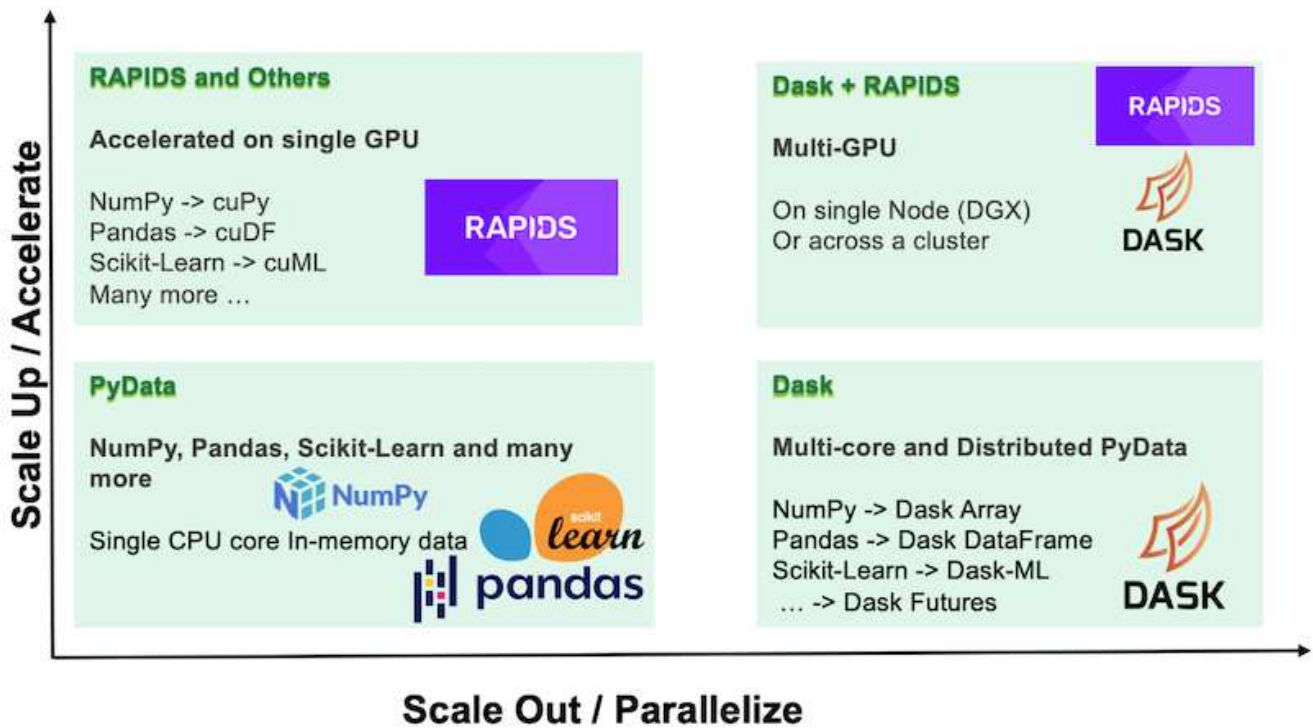 Scale Up / Accelerate
RAPIDS and Others
Accelerated on single GPU
NumPy -> cuPy
Pandas -> cuDF
Scikit-Learn -> cuML
Many more …
RAPIDS
Dask + RAPIDS
Multi-GPU
On single Node (DGX)
Or across a cluster
RAPIDS
DASK
PyData
NumPy, Pandas, Scikit-Learn and many
more
NumPy
Single CPU core In-memory data
scikit
learn
pandas
Dask
Multi-core and Distributed PyData
NumPy -> Dask Array
Pandas -> Dask DataFrame
Scikit-Learn -> Dask-ML
… -> Dask Futures
DASK
Scale Out / Parallelize